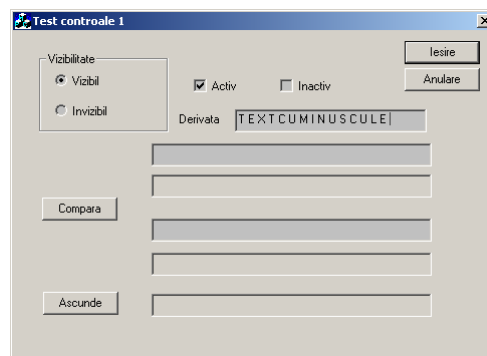 Test controale 1
Iesire
Vizibilitate
Vizibil
Activ
Inactiv
Anulare
Invizibil
Derivata
TEXTCUMINUSCULE
Compara
Ascunde